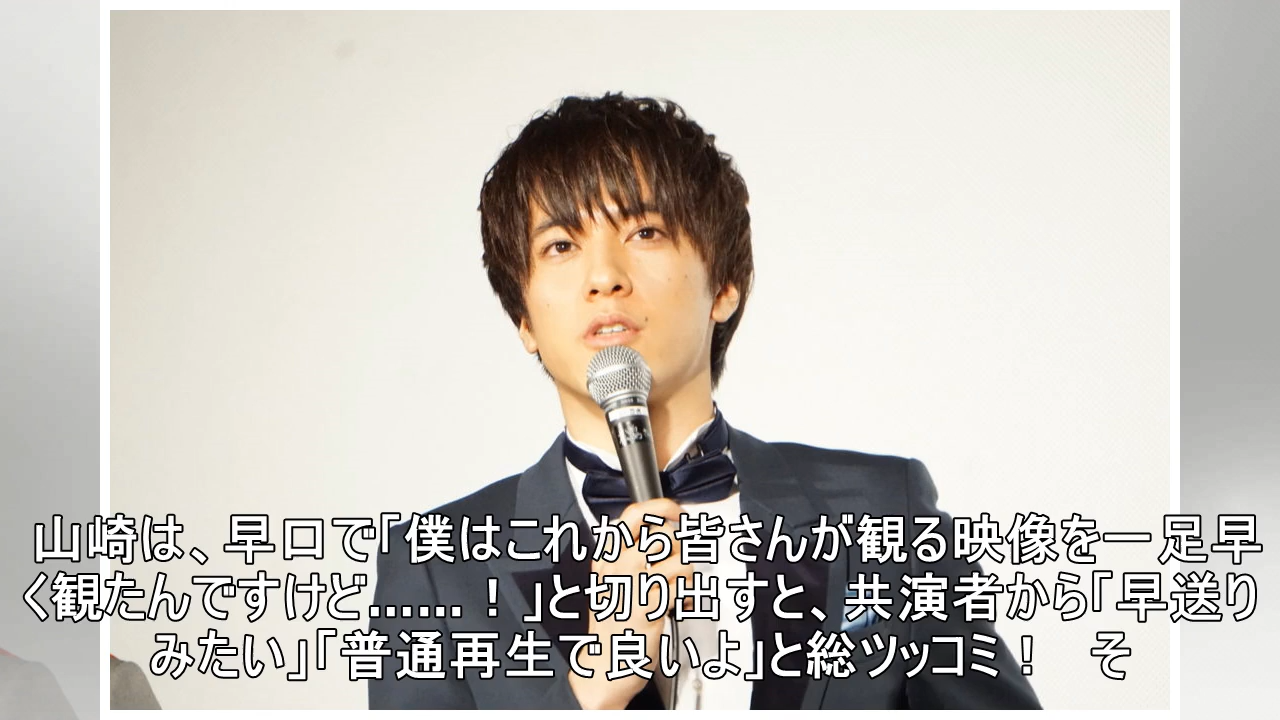 山崎は、早口で「僕はこれから皆さんが観る映像を一足早
く観たんですけど……！」と切り出すと、共演者から「早送り
みたい」「普通再生で良いよ」と総ツッコミ！　そ